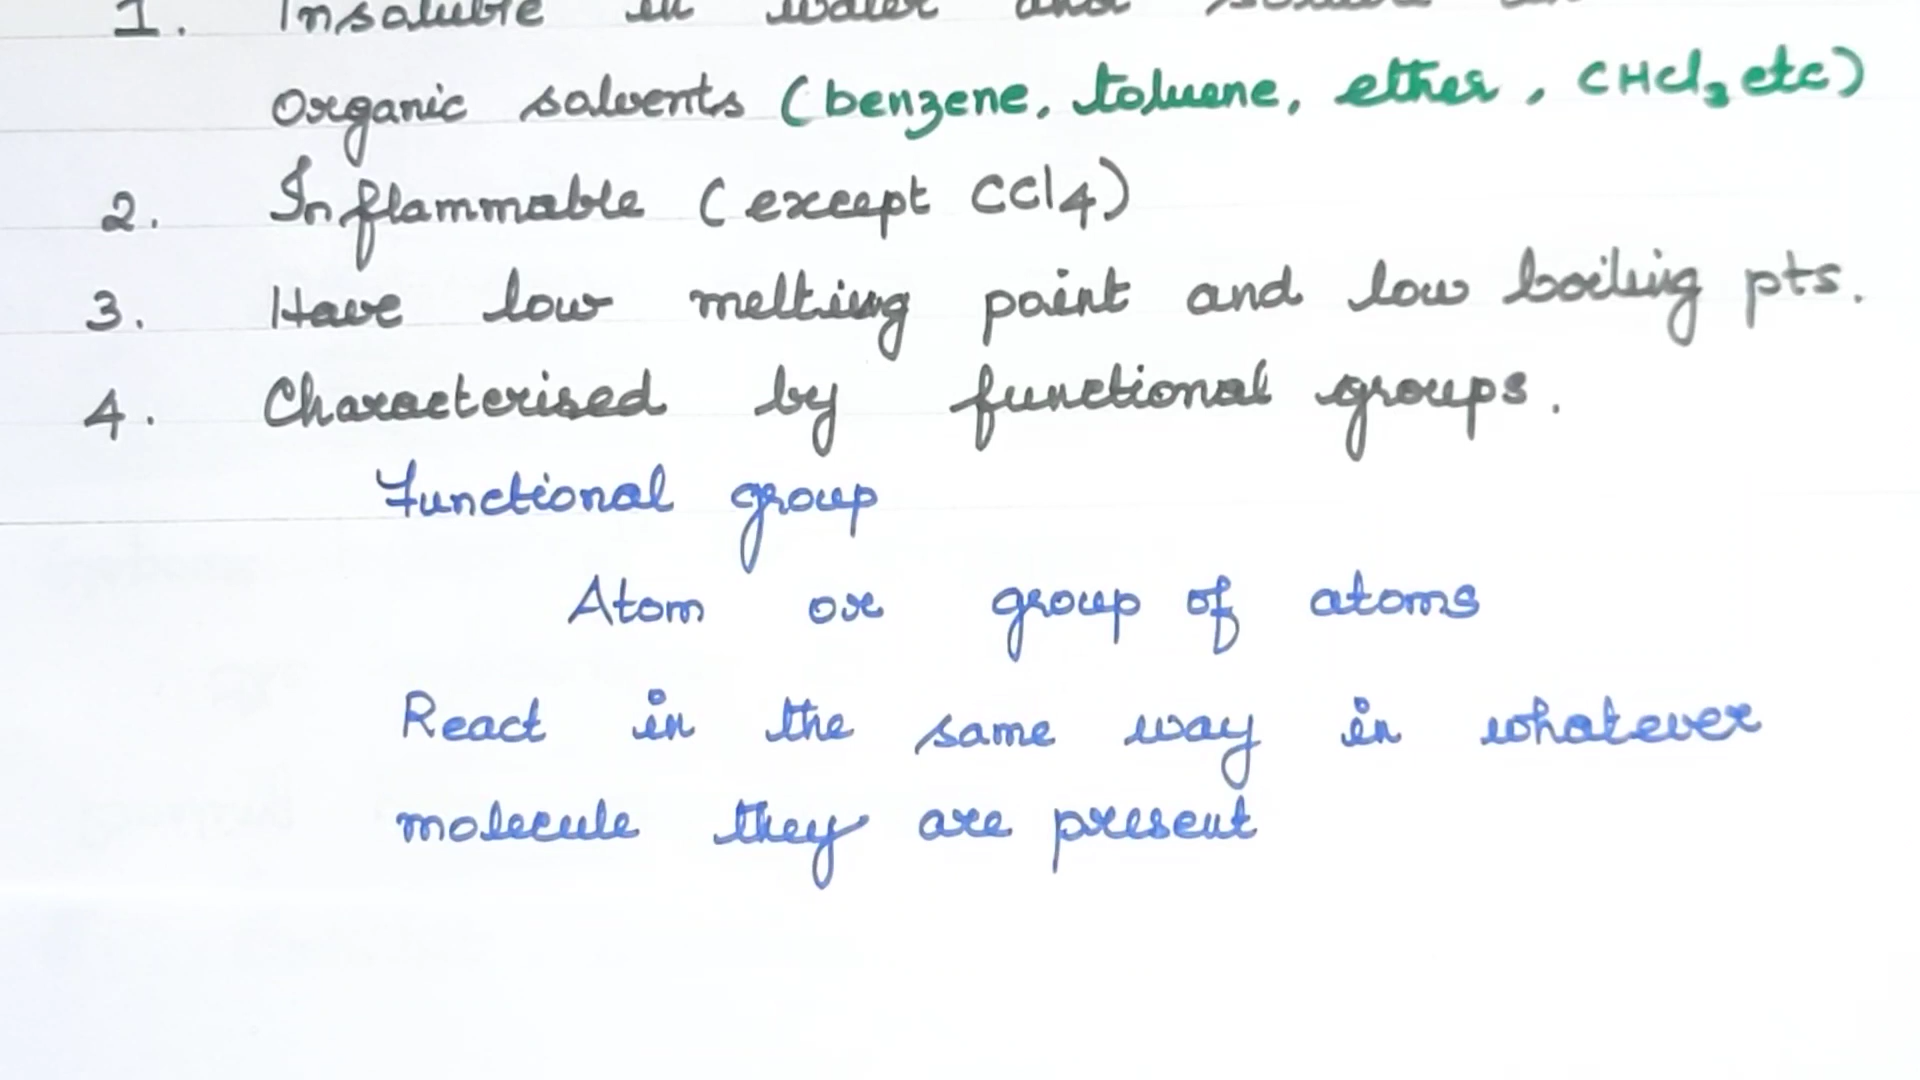 1. Insoluble in water and soluble in
Organic solvents (benzene, toluene, ether, CHCl3 etc)
2. Inflammable (except CCl4)
3. Have low melting point and low boiling pts.
4. Characterised by functional groups.
Functional group
Atom or group of atoms
React in the same way in whatever
molecule they are present